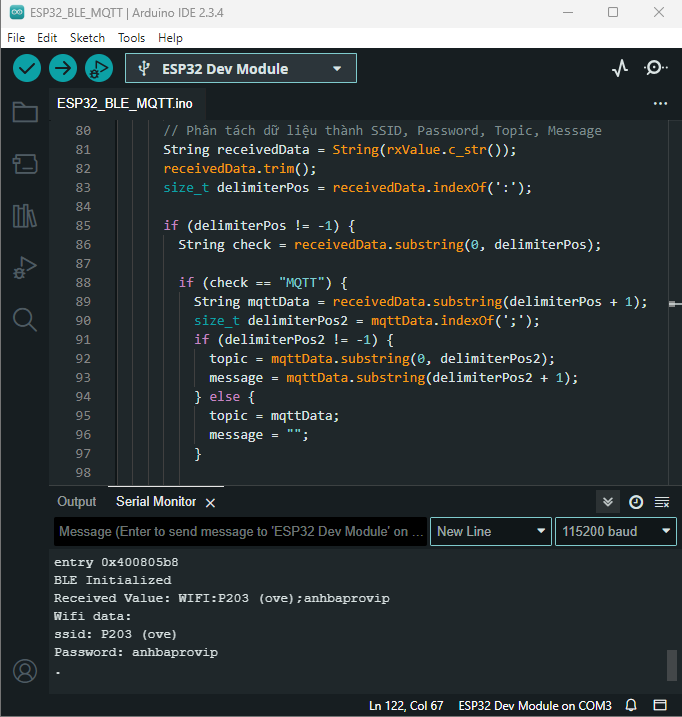 ESP32_BLE_MQTT | Arduino IDE 2.3.4
File Edit Sketch Tools Help
ESP32 Dev Module
ESP32_BLE_MQTT.ino
80 // Phân tách dữ liệu thành SSID, Password, Topic, Message
81 String receivedData = String(rxValue.c_str());
82 receivedData.trim();
83 size_t delimiterPos = receivedData.indexOf(':');
84
85 if (delimiterPos != -1) {
86 String check = receivedData.substring(0, delimiterPos);
87
88 if (check == "MQTT") {
89 String mqttData = receivedData.substring(delimiterPos + 1);
90 size_t delimiterPos2 = mqttData.indexOf(';');
91 if (delimiterPos2 != -1) {
92 topic = mqttData.substring(0, delimiterPos2);
93 message = mqttData.substring(delimiterPos2 + 1);
94 } else {
95 topic = mqttData;
96 message = "";
97 }
98
Output Serial Monitor
Message (Enter to send message to 'ESP32 Dev Module' on ... New Line 115200 baud
entry 0x400805b8
BLE Initialized
Received Value: WIFI:P203 (ove);anhbaprovip
Wifi data:
ssid: P203 (ove)
Password: anhbaprovip
.
Ln 122, Col 67 ESP32 Dev Module on COM3